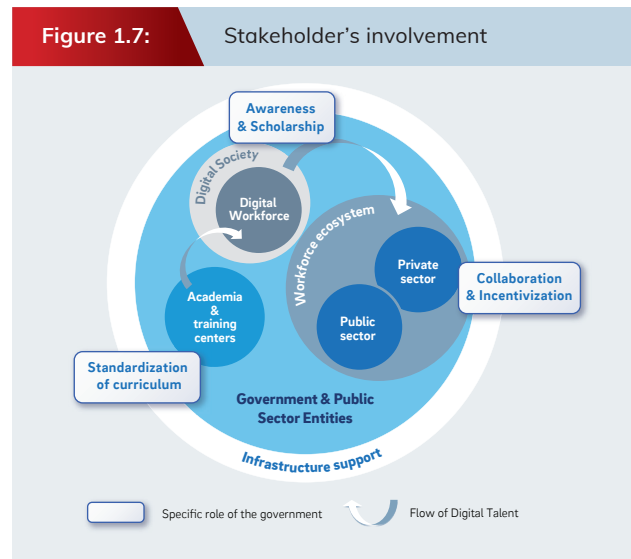 Figure 1.7:
Stakeholder’s involvement
Awareness
& Scholarship
Digital Society
Digital
Workforce
Workforce ecosystem
Private
sector
Collaboration
& Incentivization
Academia
&
training
centers
Public
sector
Standardization
of curriculum
Government & Public
Sector Entities
Infrastructure support
Specific role of the government
Flow of Digital Talent